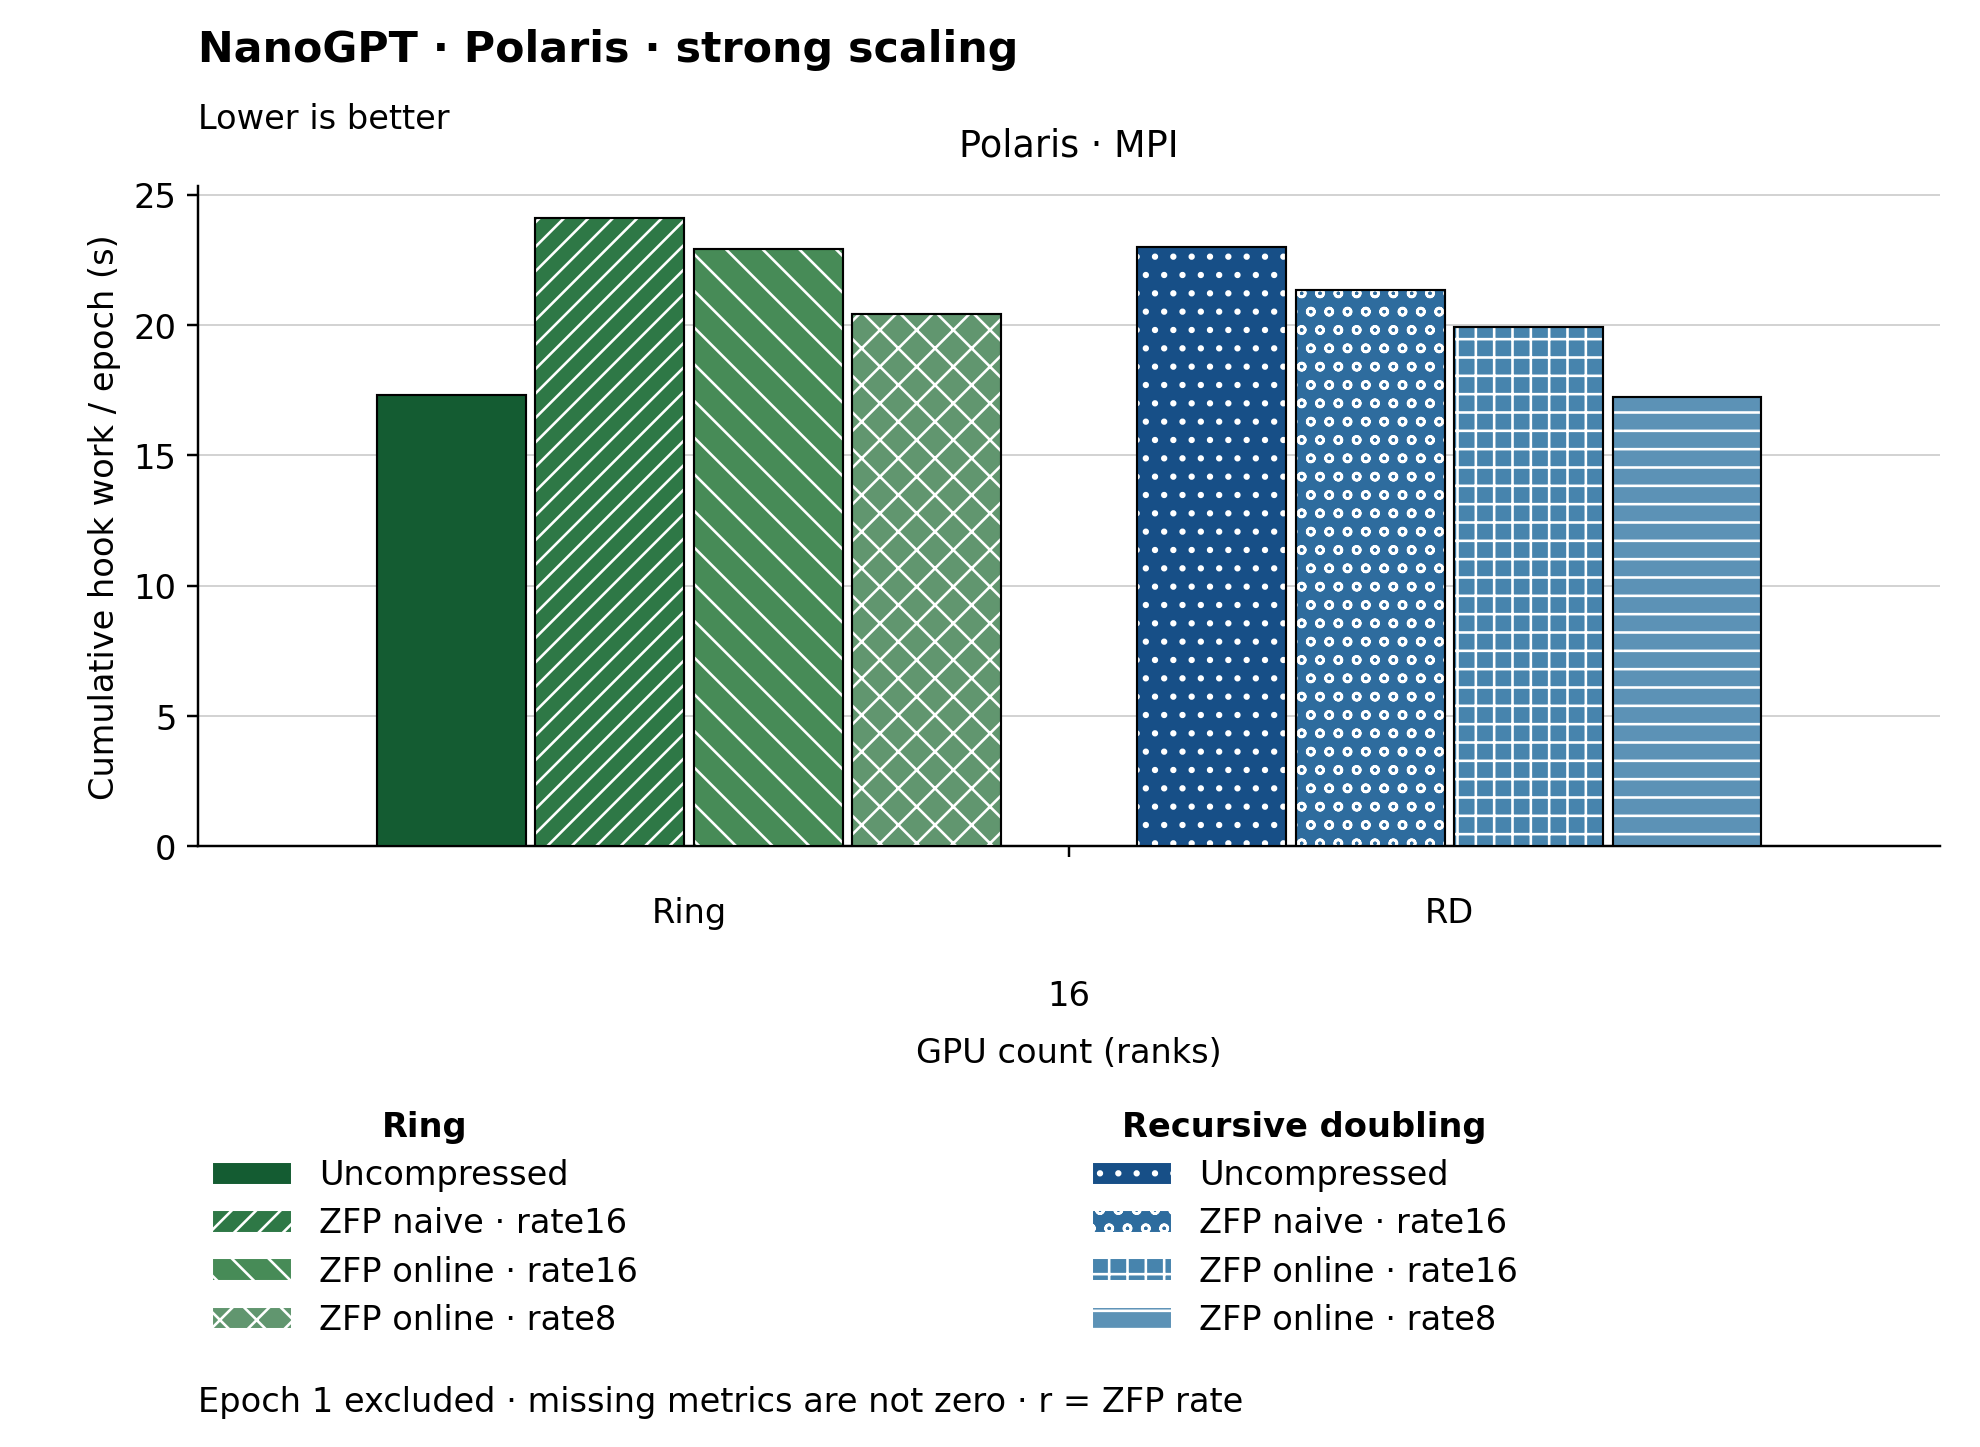 NanoGPT · Polaris · strong scaling
Lower is better
Polaris · MPI
Cumulative hook work / epoch (s)
25
20
15
10
5
0
Ring
RD
16
GPU count (ranks)
Ring
Uncompressed
ZFP naive · rate16
ZFP online · rate16
ZFP online · rate8
Recursive doubling
Uncompressed
ZFP naive · rate16
ZFP online · rate16
ZFP online · rate8
Epoch 1 excluded · missing metrics are not zero · r = ZFP rate